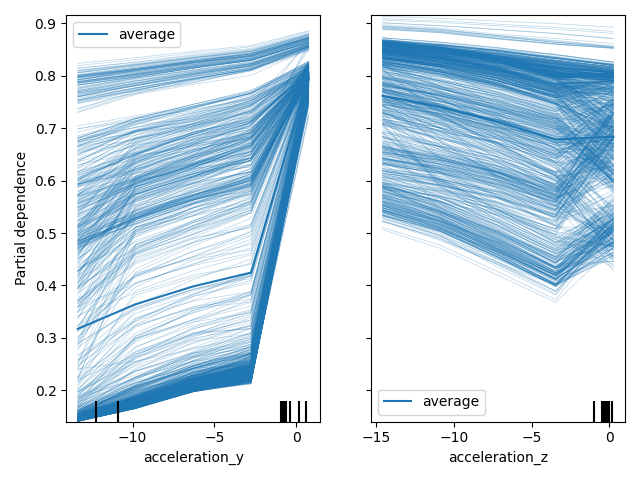 average
0.9
0.8
0.7
0.6
0.5
0.4
0.3
0.2
Partial dependence
−10 −5 0
acceleration_y
average
−15 −10 −5 0
acceleration_z